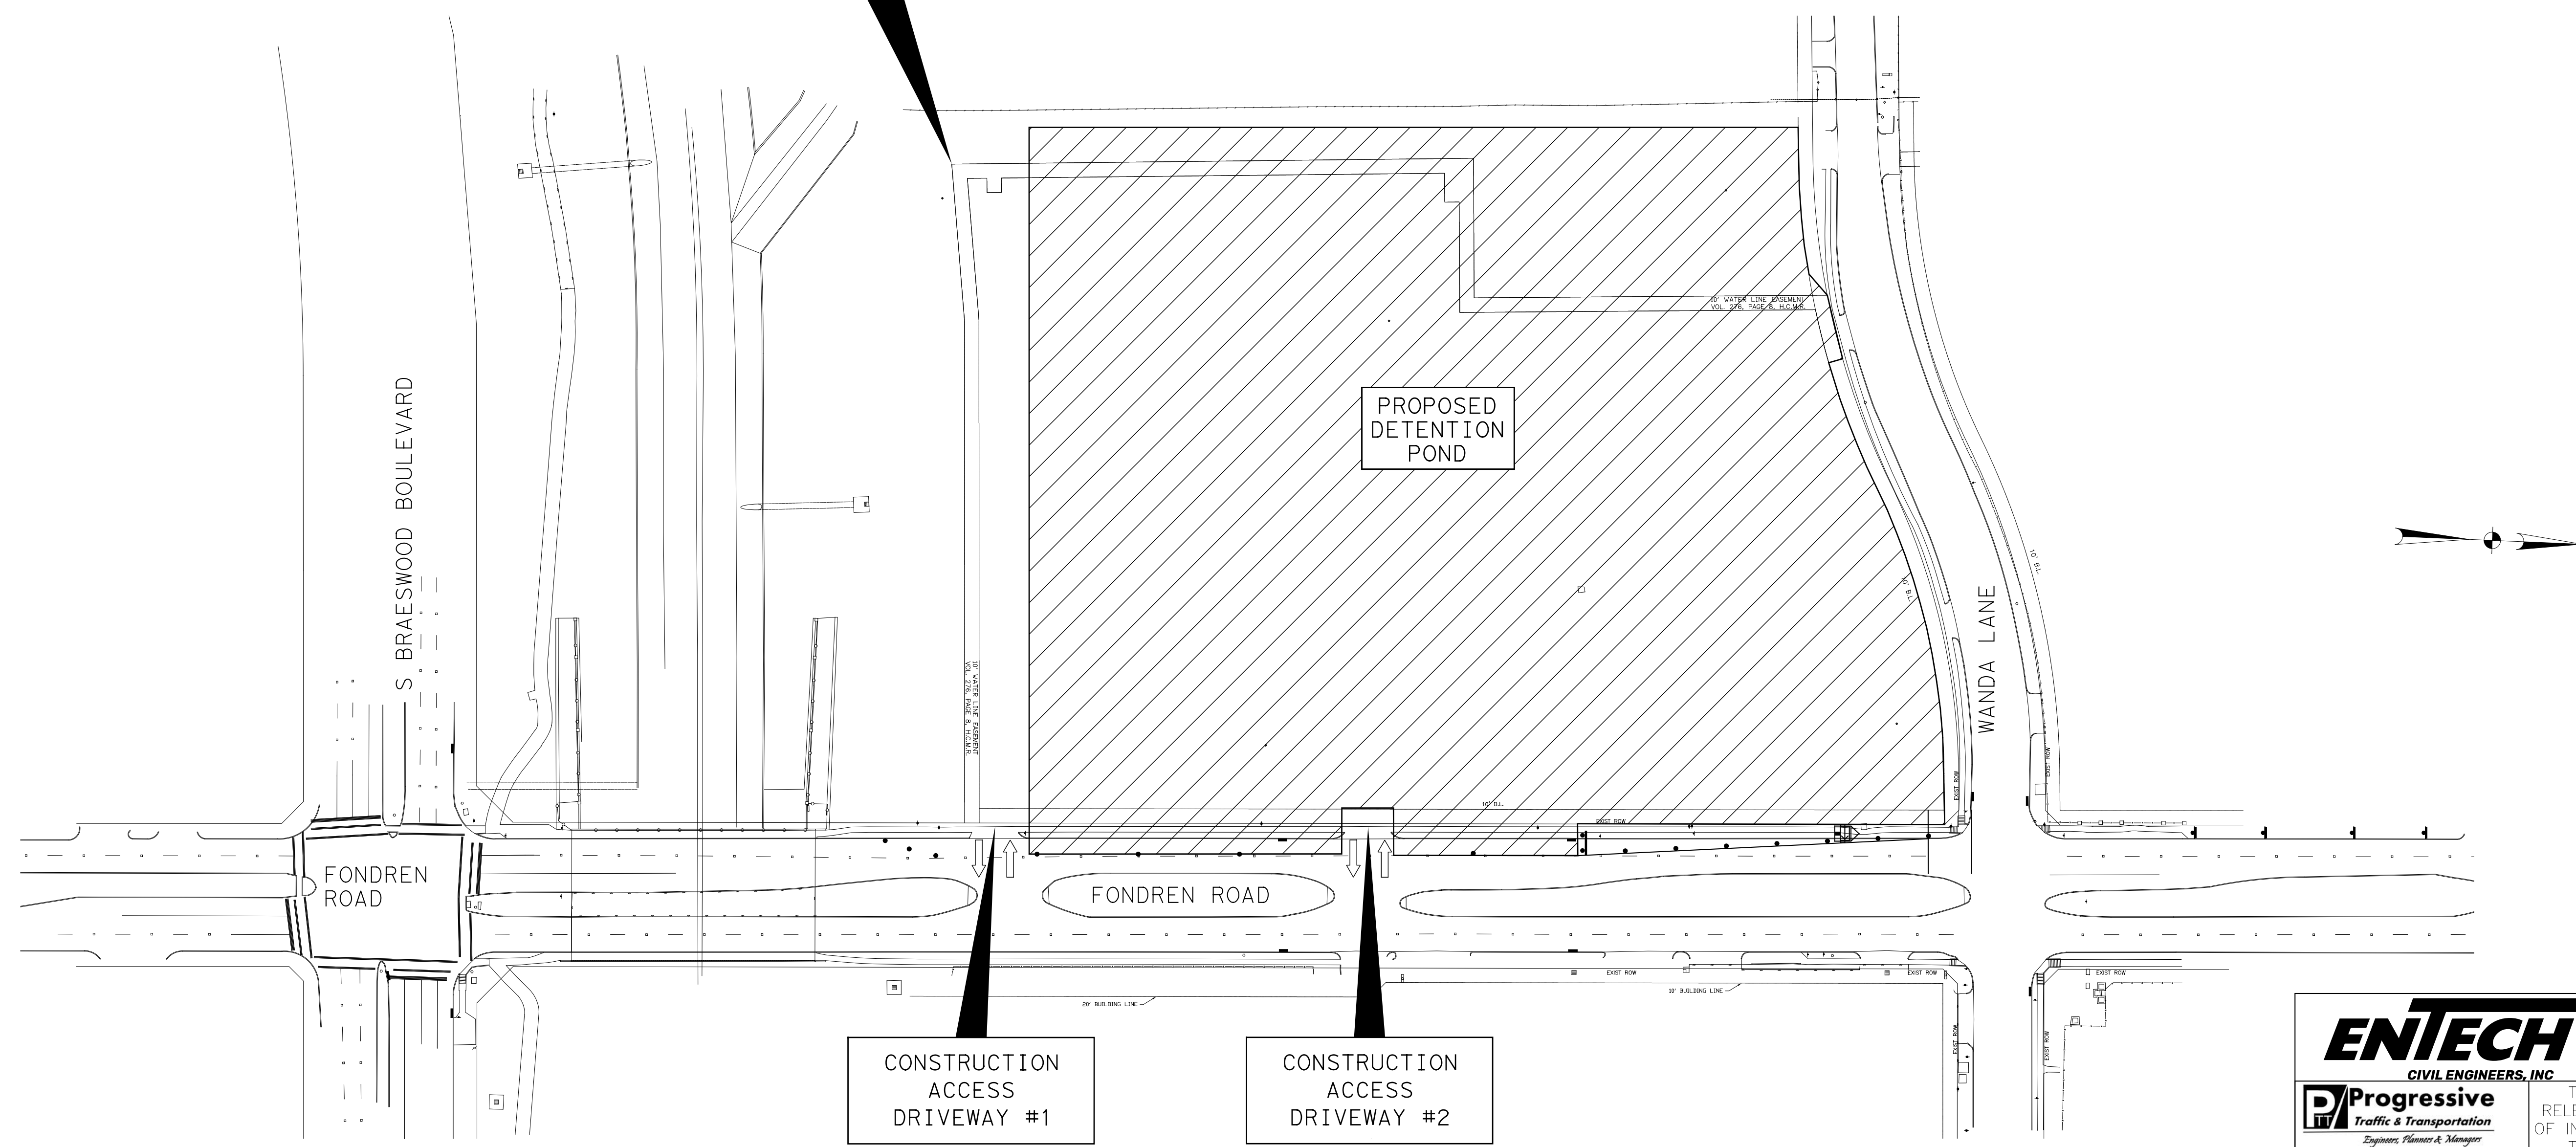 S BRAESWOOD BOULEVARD
10' WATER LINE EASEMENT
VOL. 276, PAGE 8, H.C.M.R.
PROPOSED
DETENTION
POND
10' B.L.
10' B.L.
WANDA LANE
10' WATER LINE EASEMENT
VOL. 276, PAGE 8, H.C.M.R.
EXIST ROW
EXIST ROW
10' B.L.
EXIST ROW
FONDREN
ROAD
FONDREN ROAD
EXIST ROW
EXIST ROW
EXIST ROW
20' BUILDING LINE
10' BUILDING LINE
EXIST ROW
EXIST ROW
CONSTRUCTION
ACCESS
DRIVEWAY #1
CONSTRUCTION
ACCESS
DRIVEWAY #2
ENTECH
CIVIL ENGINEERS, INC
PTT
Progressive
Traffic & Transportation
Engineers, Planners & Managers